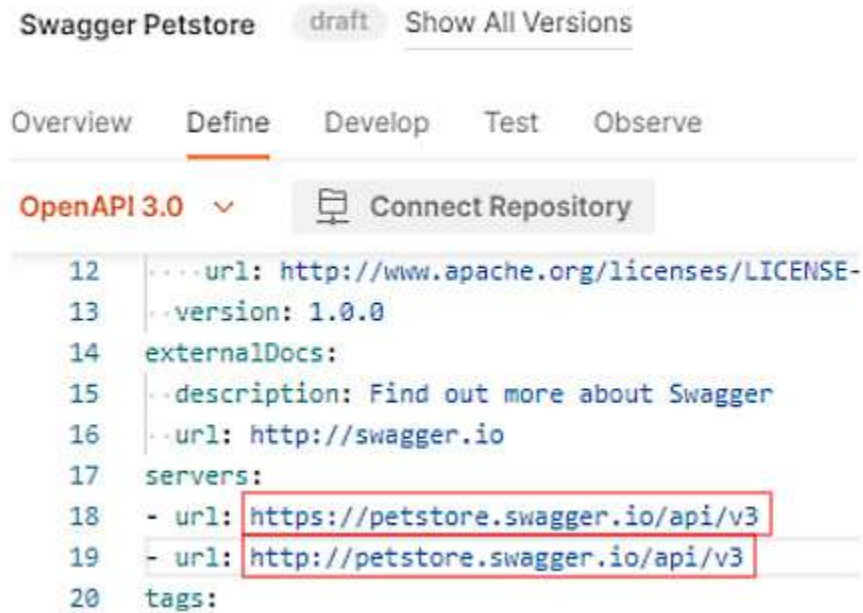 Swagger Petstore draft Show All Versions
Overview Define Develop Test Observe
OpenAPI 3.0 Connect Repository
12 url: http://www.apache.org/licenses/LICENSE-
13 version: 1.0.0
14 externalDocs:
15 description: Find out more about Swagger
16 url: http://swagger.io
17 servers:
18 - url: https://petstore.swagger.io/api/v3
19 - url: http://petstore.swagger.io/api/v3
20 tags: